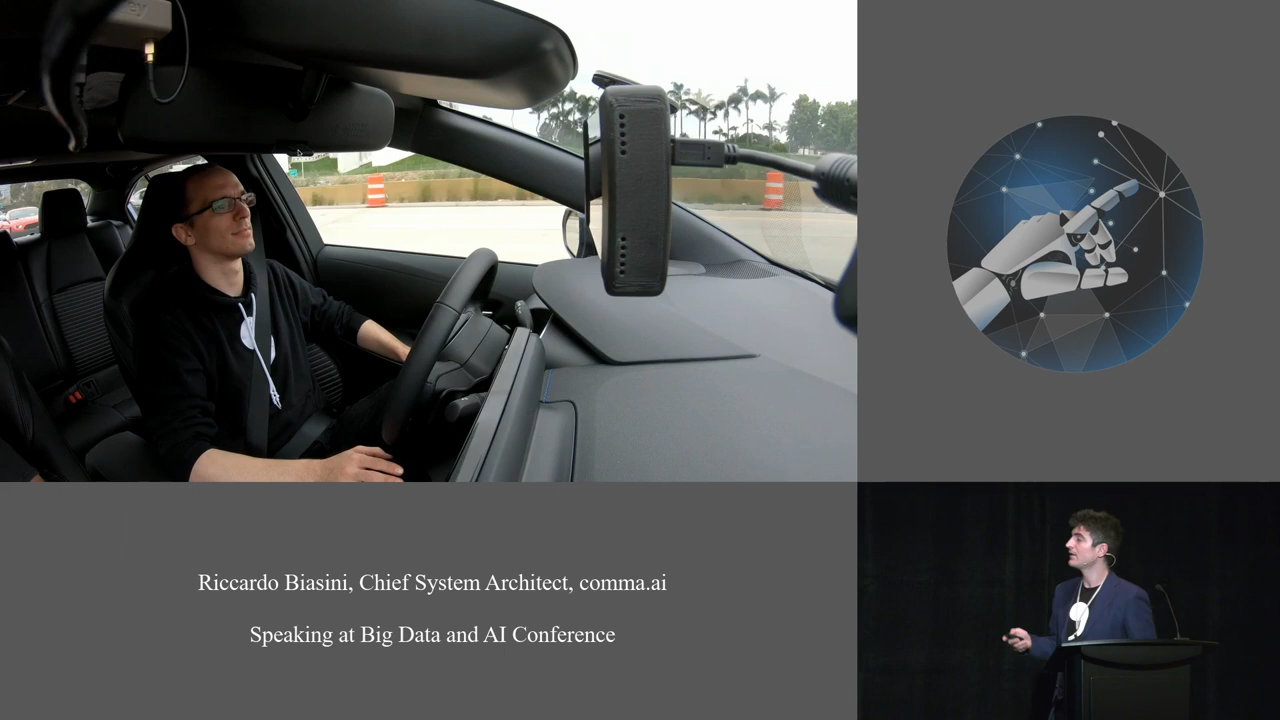 Riccardo Biasini, Chief System Architect, comma.ai
Speaking at Big Data and AI Conference